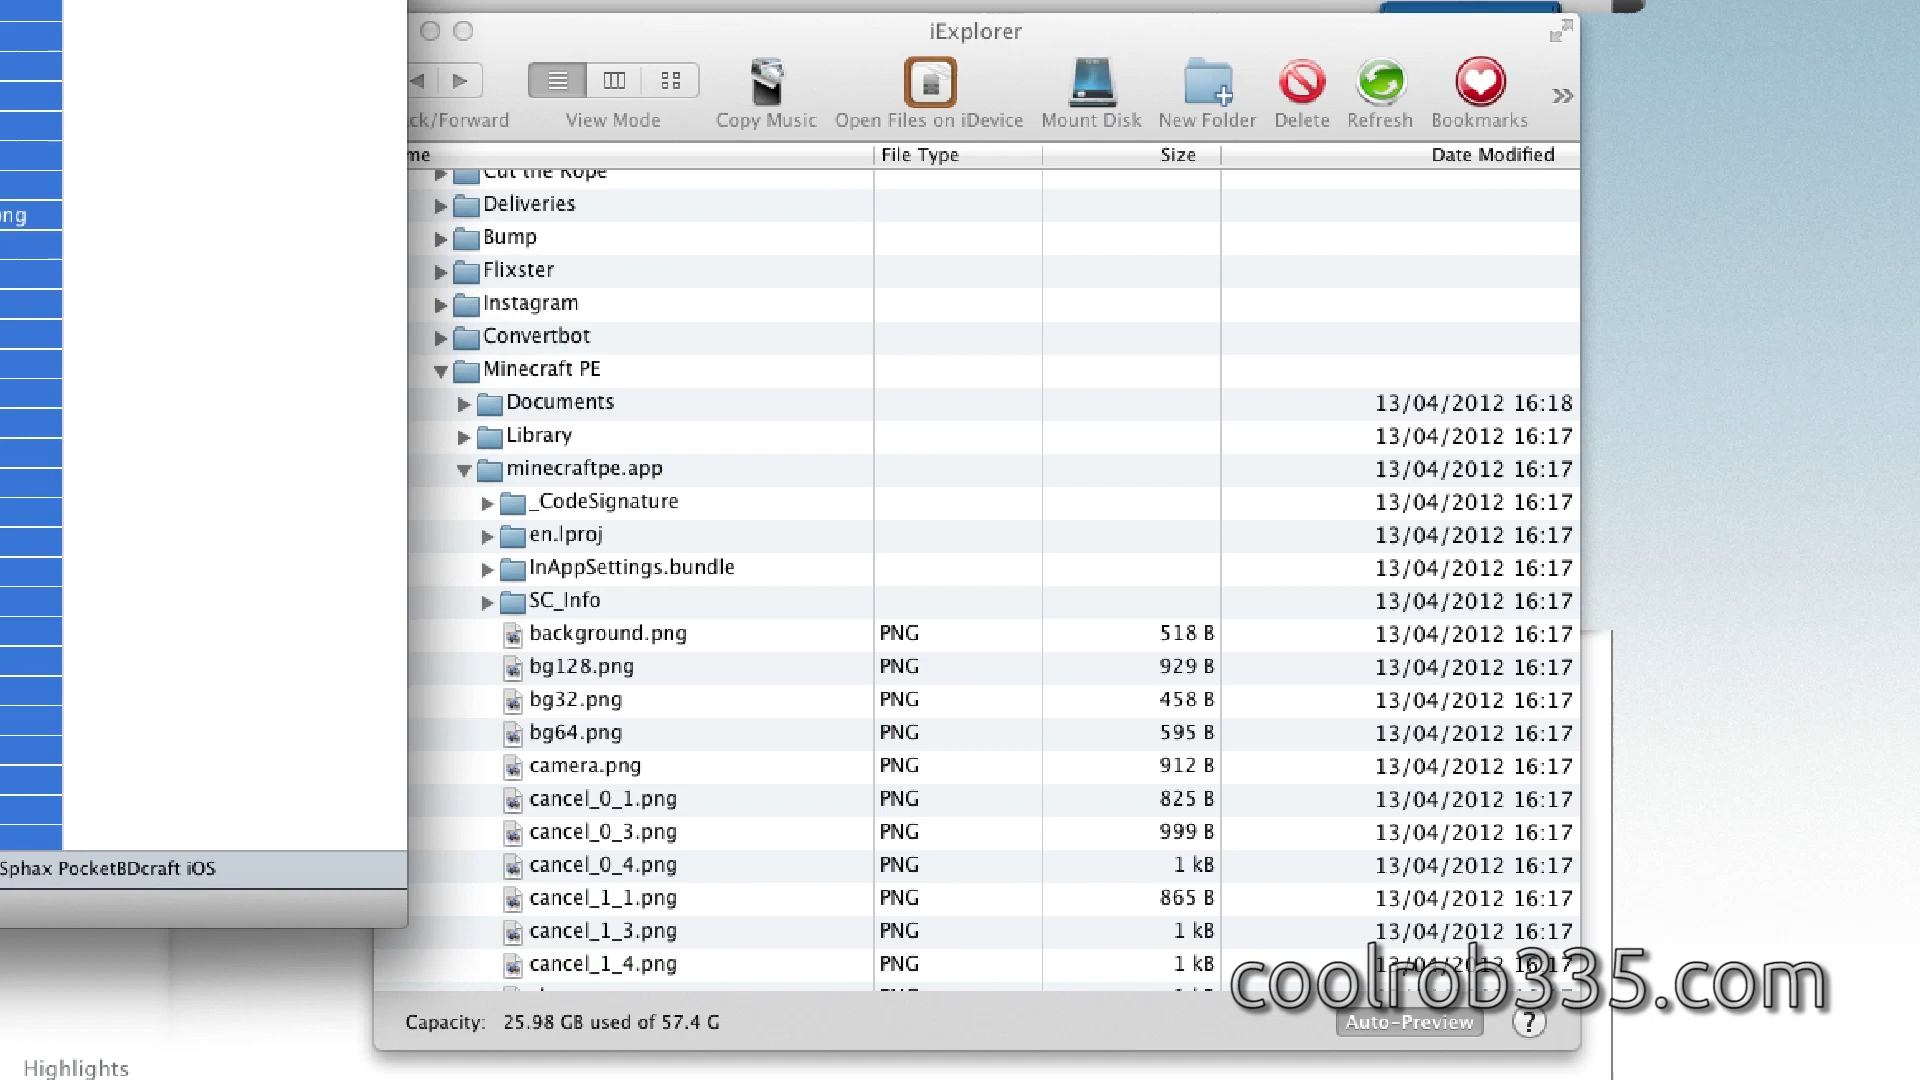 iExplorer
ck/Forward View Mode Copy Music Open Files on iDevice Mount Disk New Folder Delete Refresh Bookmarks
me File Type Size Date Modified
Cut the Rope
Deliveries
ng
Bump
Flixster
Instagram
Convertbot
Minecraft PE
Documents 13/04/2012 16:18
Library 13/04/2012 16:17
minecraftpe.app 13/04/2012 16:17
_CodeSignature 13/04/2012 16:17
en.lproj 13/04/2012 16:17
InAppSettings.bundle 13/04/2012 16:17
SC_Info 13/04/2012 16:17
background.png PNG 518 B 13/04/2012 16:17
bg128.png PNG 929 B 13/04/2012 16:17
bg32.png PNG 458 B 13/04/2012 16:17
bg64.png PNG 595 B 13/04/2012 16:17
camera.png PNG 912 B 13/04/2012 16:17
cancel_0_1.png PNG 825 B 13/04/2012 16:17
cancel_0_3.png PNG 999 B 13/04/2012 16:17
cancel_0_4.png PNG 1 kB 13/04/2012 16:17
Sphax PocketBDcraft iOS
cancel_1_1.png PNG 865 B 13/04/2012 16:17
cancel_1_3.png PNG 1 kB 13/04/2012 16:17
cancel_1_4.png PNG 1 kB 13/04/2012 16:17
coolrob335.com
Capacity: 25.98 GB used of 57.4 G Auto-Preview ?
Highlights